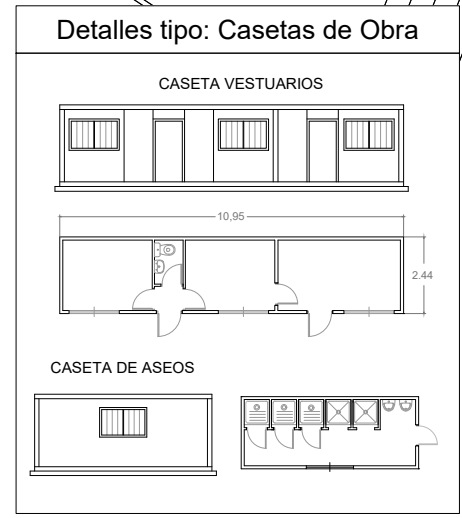 Detalles tipo: Casetas de Obra
CASETA VESTUARIOS
10,95
2.44
CASETA DE ASEOS